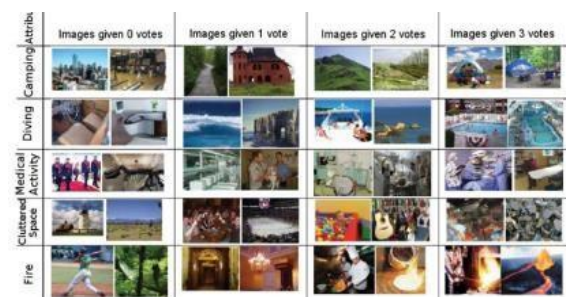 Attribu
Images given 0 votes
Images given 1 vote
Images given 2 votes
Images given 3 votes
Camping
Diving
Medical
Activity
Cluttered
Space
Fire